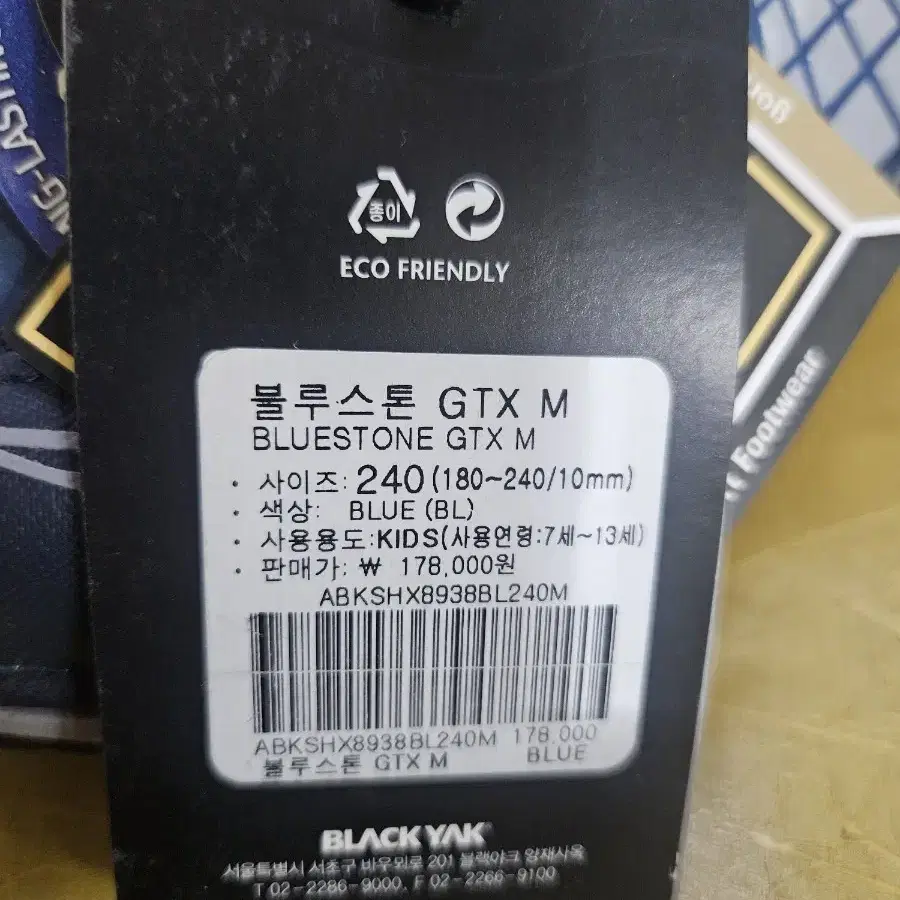 종이
ECO FRIENDLY
블루스톤 GTX M
BLUESTONE GTX M
· 사이즈: 240 (180~240/10mm)
· 색상: BLUE (BL)
· 사용용도:KIDS(사용연령:7세~13세)
· 판매가: ₩ 178,000원
ABKSHX8938BL240M
ABKSHX8938BL240M 178,000
블루스톤 GTX M BLUE
BLACKYAK
서울특별시 서초구 바우뫼로 201 블랙야크 양재사옥
T 02-2286-9000, F 02-2266-9100
Footwear